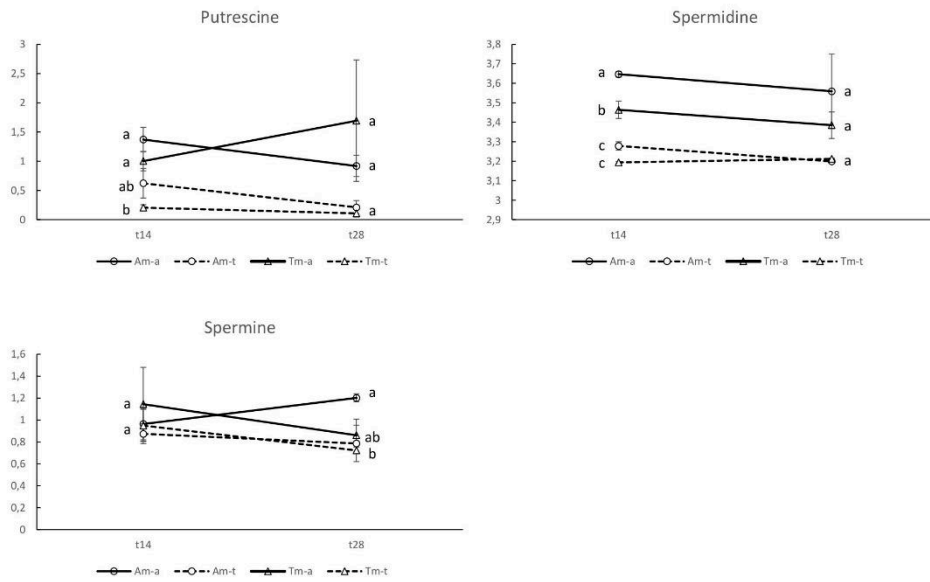 Putrescine
3
2,5
2
1,5
1
0,5
0
a
a
ab
b
a
a
a
t14
t28
Am-a Am-t Tm-a Tm-t
Spermidine
3,8
3,7
3,6
3,5
3,4
3,3
3,2
3,1
3
2,9
a
b
c
c
a
a
a
t14
t28
Am-a Am-t Tm-a Tm-t
Spermine
1,6
1,4
1,2
1
0,8
0,6
0,4
0,2
0
a
a
a
ab
b
t14
t28
Am-a Am-t Tm-a Tm-t